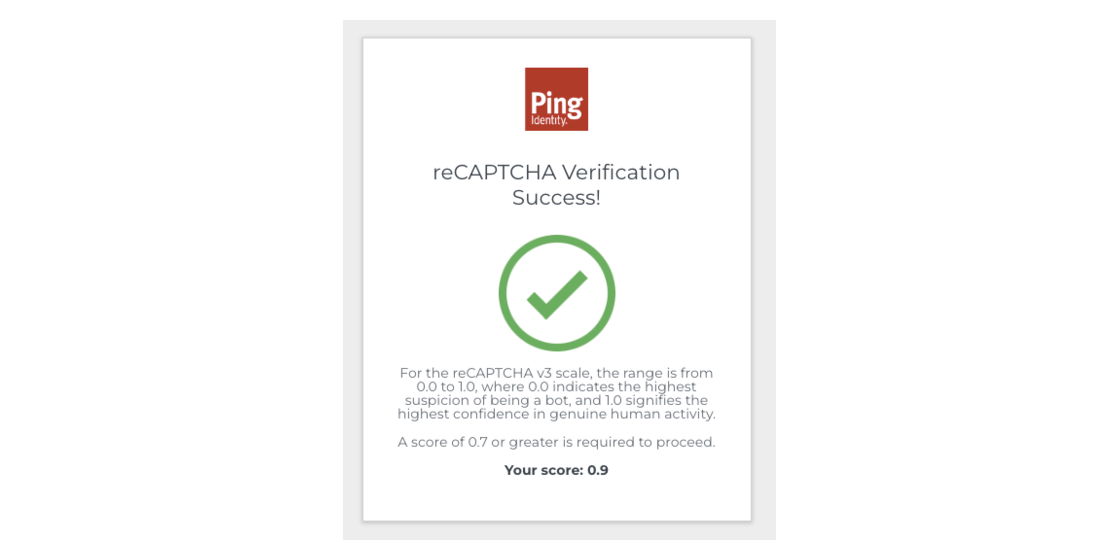 Ping
Identity.
reCAPTCHA Verification
Success!
For the reCAPTCHA v3 scale, the range is from
0.0 to 1.0, where 0.0 indicates the highest
suspicion of being a bot, and 1.0 signifies the
highest confidence in genuine human activity.
A score of 0.7 or greater is required to proceed.
Your score: 0.9